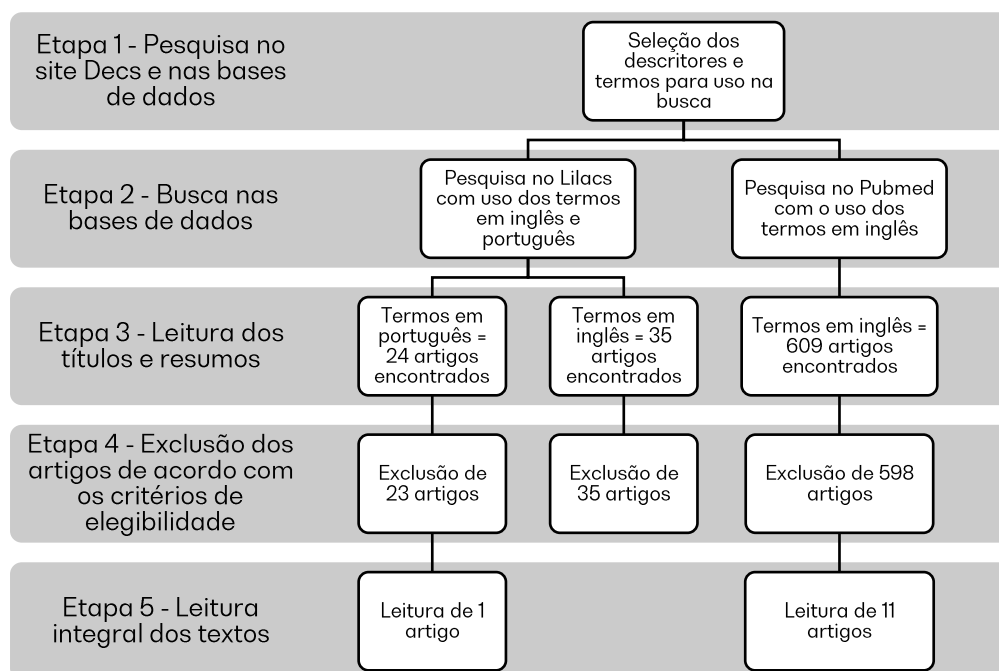 Etapa 1 - Pesquisa no
site Decs e nas bases
de dados
Seleção dos
descritores e
termos para uso na
busca
Etapa 2 - Busca nas
bases de dados
Pesquisa no Lilacs
com uso dos termos
em inglês e
português
Pesquisa no Pubmed
com o uso dos
termos em inglês
Etapa 3 - Leitura dos
títulos e resumos
Termos em
português =
24 artigos
encontrados
Termos em
inglês = 35
artigos
encontrados
Termos em inglês =
609 artigos
encontrados
Etapa 4 - Exclusão dos
artigos de acordo com
os critérios de
elegibilidade
Exclusão de
23 artigos
Exclusão de
35 artigos
Exclusão de 598
artigos
Etapa 5 - Leitura
integral dos textos
Leitura de 1
artigo
Leitura de 11
artigos